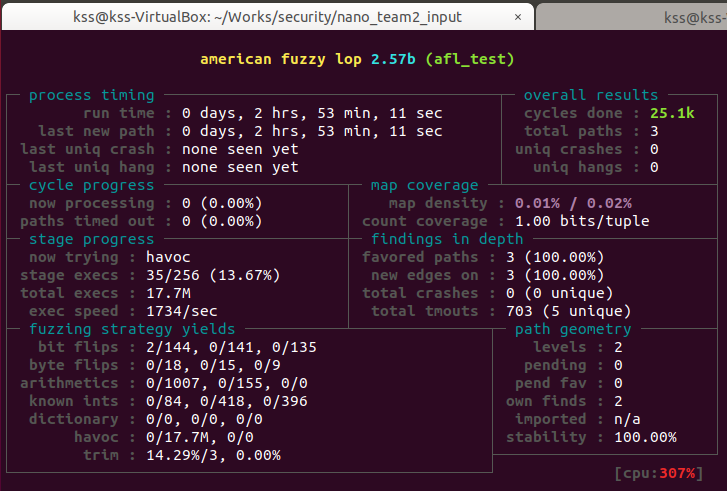 kss@kss-VirtualBox: ~/Works/security/nano_team2_input × kss@kss-Vi
american fuzzy lop 2.57b (afl_test)
process timing overall results
run time : 0 days, 2 hrs, 53 min, 11 sec cycles done : 25.1k
last new path : 0 days, 2 hrs, 53 min, 11 sec total paths : 3
last uniq crash : none seen yet uniq crashes : 0
last uniq hang : none seen yet uniq hangs : 0
cycle progress map coverage
now processing : 0 (0.00%) map density : 0.01% / 0.02%
paths timed out : 0 (0.00%) count coverage : 1.00 bits/tuple
stage progress findings in depth
now trying : havoc favored paths : 3 (100.00%)
stage execs : 35/256 (13.67%) new edges on : 3 (100.00%)
total execs : 17.7M total crashes : 0 (0 unique)
exec speed : 1734/sec total tmouts : 703 (5 unique)
fuzzing strategy yields path geometry
bit flips : 2/144, 0/141, 0/135 levels : 2
byte flips : 0/18, 0/15, 0/9 pending : 0
arithmetics : 0/1007, 0/155, 0/0 pend fav : 0
known ints : 0/84, 0/418, 0/396 own finds : 2
dictionary : 0/0, 0/0, 0/0 imported : n/a
havoc : 0/17.7M, 0/0 stability : 100.00%
trim : 14.29%/3, 0.00%
[cpu:307%]